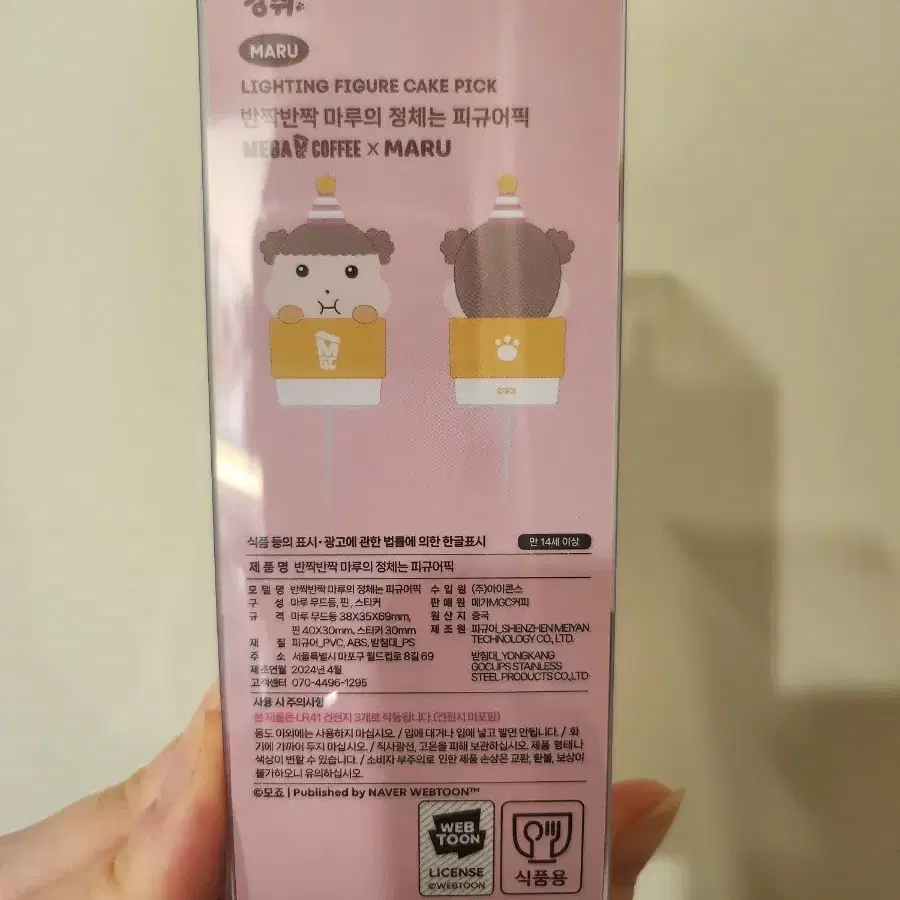 MARU
LIGHTING FIGURE CAKE PICK
반짝반짝 마루의 정체는 피규어픽
MEGA COFFEE x MARU
MGC
©모죠
식품 등의 표시•광고에 관한 법률에 의한 한글표시
만 14세 이상
제 품 명 반짝반짝 마루의 정체는 피규어픽
모 델 명 반짝반짝 마루의 정체는 피규어픽
구 성 마루 무드등, 핀, 스티커
규 격 마루 무드등 38X35X69mm,
핀 40X30mm, 스티커 30mm
재 질 피규어_PVC, ABS, 받침대_PS
주 소 서울특별시 마포구 월드컵로 8길 69
제조연월 2024년 4월
고객센터 070-4496-1295
수 입 원 (주)아이콘스
판 매 원 메가MGC커피
원 산 지 중국
제 조 원 피규어_SHENZHEN MEIYAN
TECHNOLOGY CO., LTD.
받침대_YONGKANG
GOCUPS STAINLESS
STEEL PRODUCTS CO.,LTD
사용 시 주의사항
본 제품은 LR41 건전지 3개로 작동합니다.(건전지 미포함)
용도 이외에는 사용하지 마십시오. / 입에 대거나 입에 넣고 빨면 안됩니다. / 화
기에 가까이 두지 마십시오. / 직사광선, 고온을 피해 보관하십시오. 제품 형태나
색상이 변할 수 있습니다. / 소비자 부주의로 인한 제품 손상은 교환, 환불, 보상이
불가하오니 유의하십시오.
©모죠 | Published by NAVER WEBTOON™
WEB
TOON
LICENSE
©WEBTOON
식품용